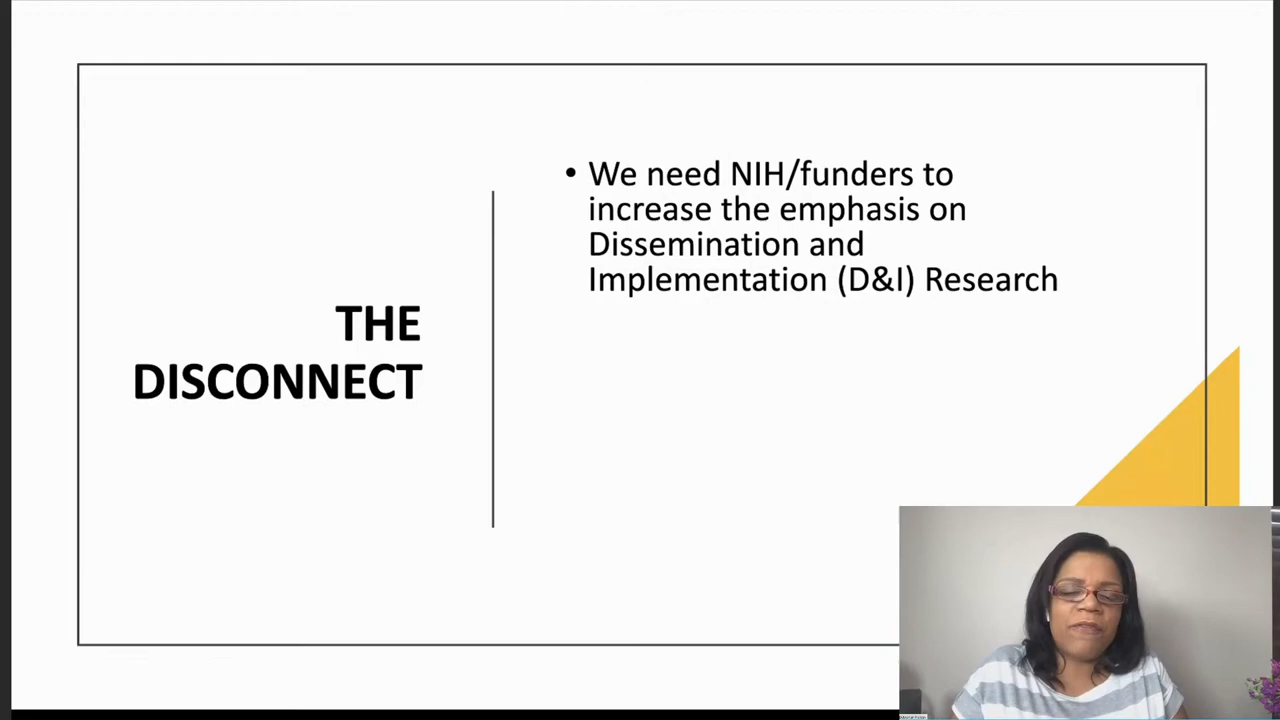 THE
DISCONNECT
• We need NIH/funders to
increase the emphasis on
Dissemination and
Implementation (D&I) Research